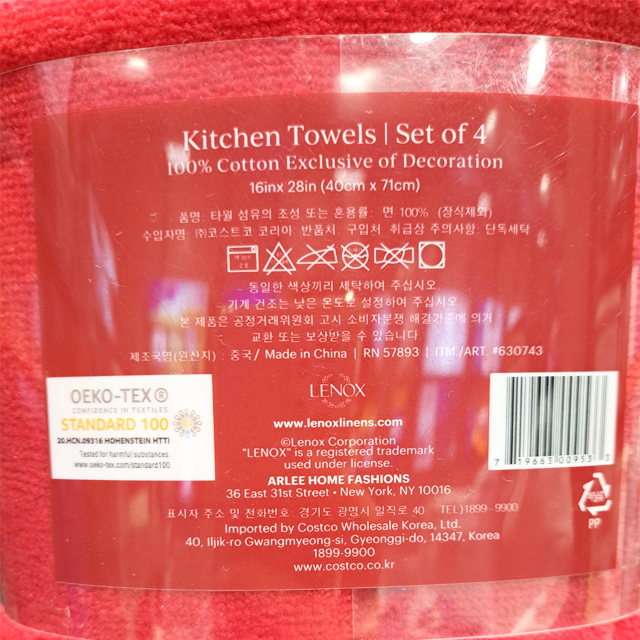 Kitchen Towels | Set of 4
100% Cotton Exclusive of Decoration
16inx 28in (40cm x 71cm)
품명: 타월 섬유의 조성 또는 혼용률: 면 100% (장식제외)
수입자명: ㈜코스트코 코리아 반품처: 구입처 취급상 주의사항: 단독세탁
동일한 색상끼리 세탁하여 주십시오
기계 건조는 낮은 온도로 설정하여 주십시오
본 제품은 공정거래위원회 고시 소비자분쟁 해결기준에 의거
교환 또는 보상받을 수 있습니다
제조국명(원산지) : 중국 / Made in China | RN 57893 | ITM./ART. #630743
OEKO-TEX®
CONFIDENCE IN TEXTILES
STANDARD 100
20.HCN.09316 HOHENSTEIN HTTI
Tested for harmful substances.
www.oeko-tex.com/standard100
LENOX
www.lenoxlinens.com
©Lenox Corporation
"LENOX" is a registered trademark
used under license.
ARLEE HOME FASHIONS
36 East 31st Street • New York, NY 10016
7 19663 00953 3
PP
표시자 주소 및 전화번호: 경기도 광명시 일직로 40 TEL)1899-9900
Imported by Costco Wholesale Korea, Ltd.
40, Iljik-ro Gwangmyeong-si, Gyeonggi-do, 14347, Korea
1899-9900
www.costco.co.kr